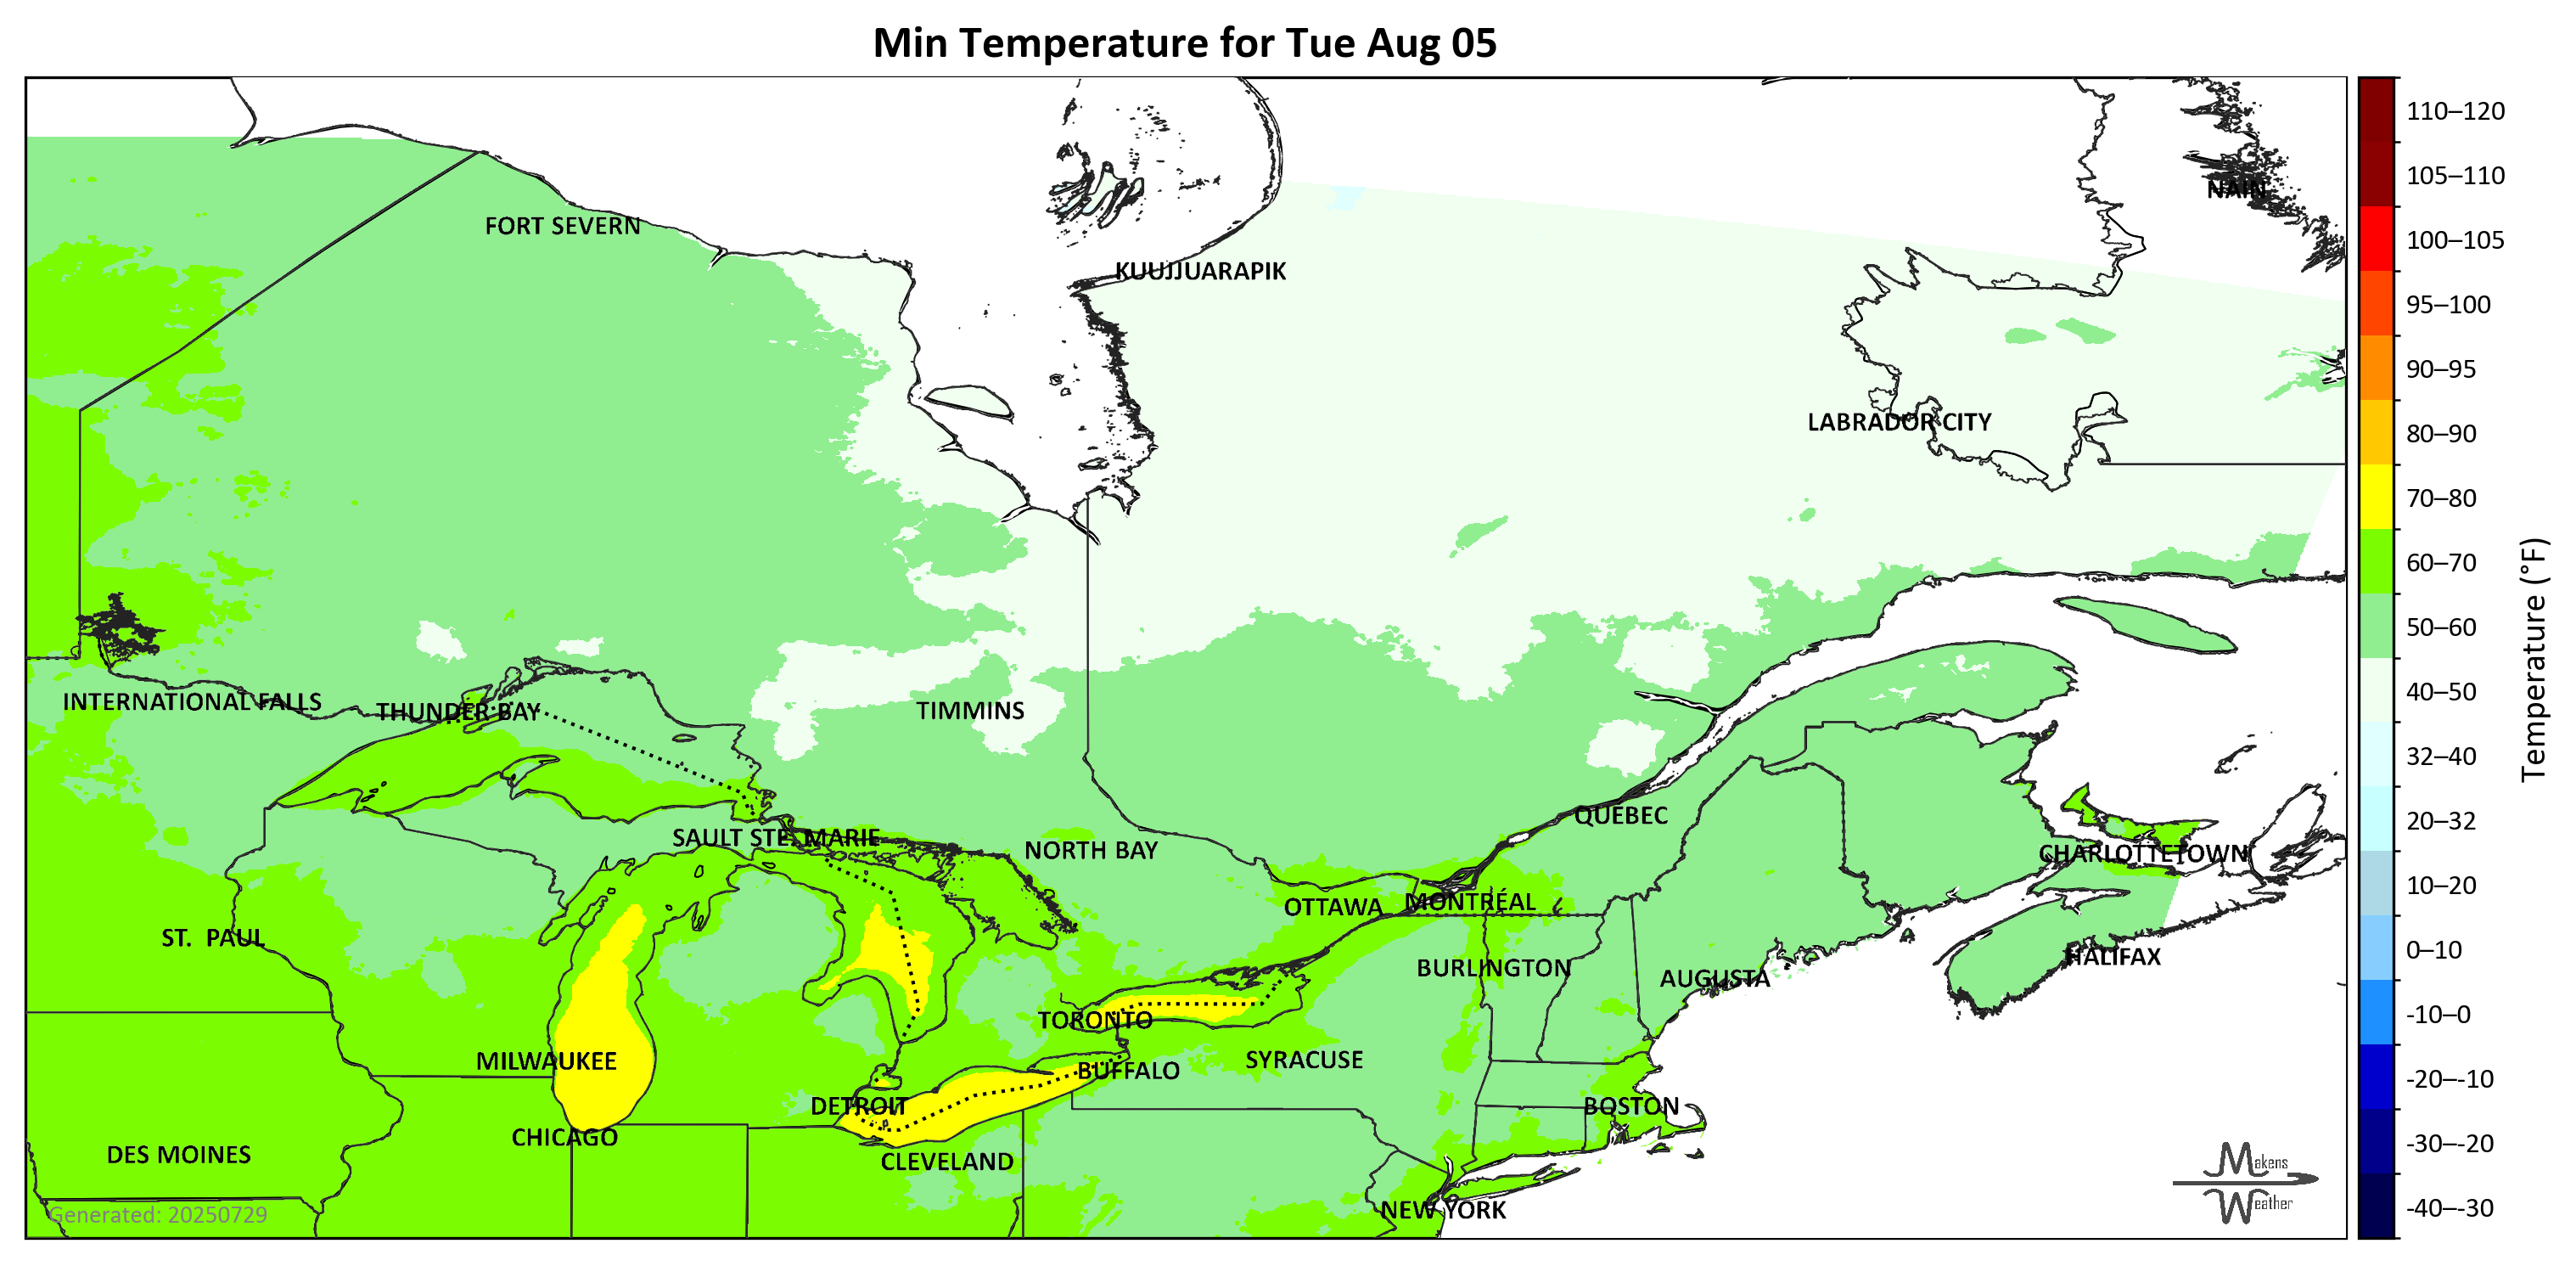 Min Temperature for Tue Aug 05
110–120
105–110
NAIN
FORT SEVERN
100–105
KUUJJUARAPIK
95–100
90–95
LABRADOR CITY
80–90
70–80
60–70
50–60
Temperature (°F)
40–50
INTERNATIONAL FALLS
THUNDER BAY
TIMMINS
32–40
QUÉBEC
20–32
SAULT STE. MARIE
NORTH BAY
CHARLOTTETOWN
10–20
OTTAWA
MONTRÉAL
ST.  PAUL
0–10
HALIFAX
BURLINGTON
AUGUSTA
-10–0
TORONTO
MILWAUKEE
SYRACUSE
BUFFALO
-20–-10
DETROIT
BOSTON
CHICAGO
-30–-20
DES MOINES
CLEVELAND
Makens
Weather
NEW YORK
-40–-30
Generated: 20250729